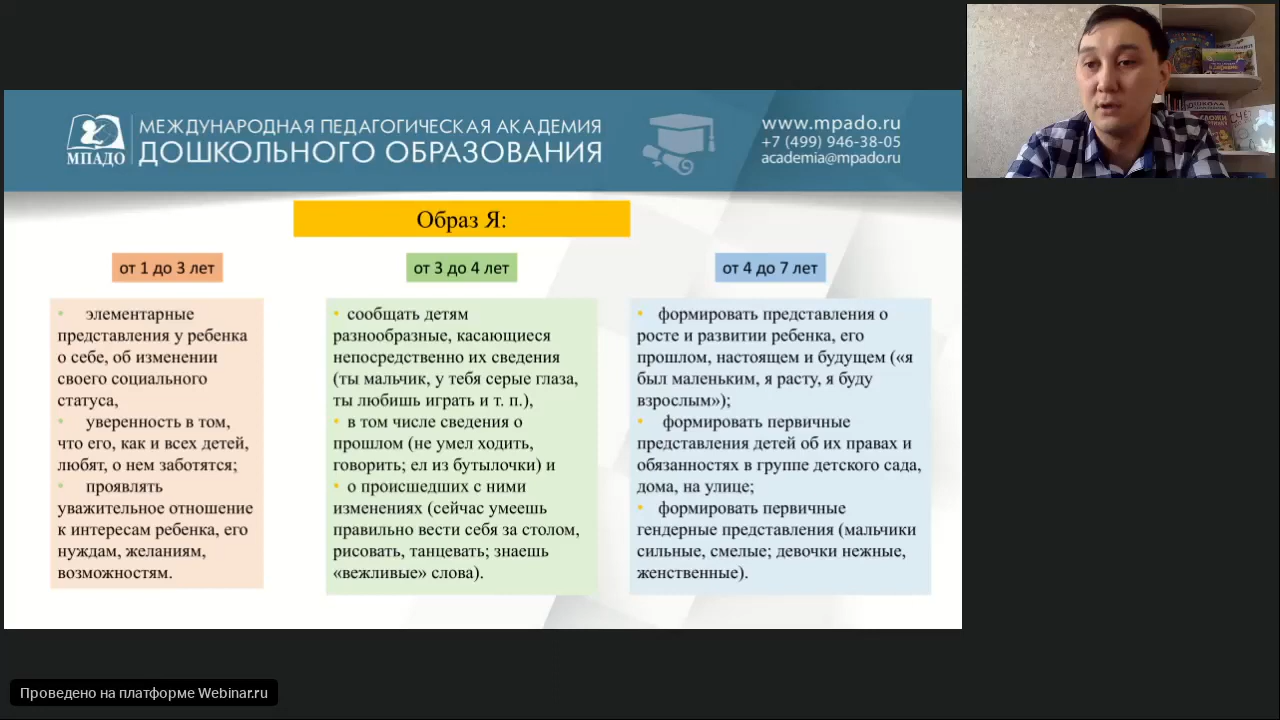 МПАДО
МЕЖДУНАРОДНАЯ ПЕДАГОГИЧЕСКАЯ АКАДЕМИЯ
ДОШКОЛЬНОГО ОБРАЗОВАНИЯ
www.mpado.ru
+7 (499) 946-38-05
academia@mpado.ru
Образ Я:
от 1 до 3 лет
• элементарные
представления у ребенка
о себе, об изменении
своего социального
статуса,
• уверенность в том,
что его, как и всех детей,
любят, о нем заботятся;
• проявлять
уважительное отношение
к интересам ребенка, его
нуждам, желаниям,
возможностям.
от 3 до 4 лет
• сообщать детям
разнообразные, касающиеся
непосредственно их сведения
(ты мальчик, у тебя серые глаза,
ты любишь играть и т. п.),
• в том числе сведения о
прошлом (не умел ходить,
говорить; ел из бутылочки) и
• о происшедших с ними
изменениях (сейчас умеешь
правильно вести себя за столом,
рисовать, танцевать; знаешь
«вежливые» слова).
от 4 до 7 лет
• формировать представления о
росте и развитии ребенка, его
прошлом, настоящем и будущем («я
был маленьким, я расту, я буду
взрослым»);
• формировать первичные
представления детей об их правах и
обязанностях в группе детского сада,
дома, на улице;
• формировать первичные
гендерные представления (мальчики
сильные, смелые; девочки нежные,
женственные).
ШКОЛА
Проведено на платформе Webinar.ru